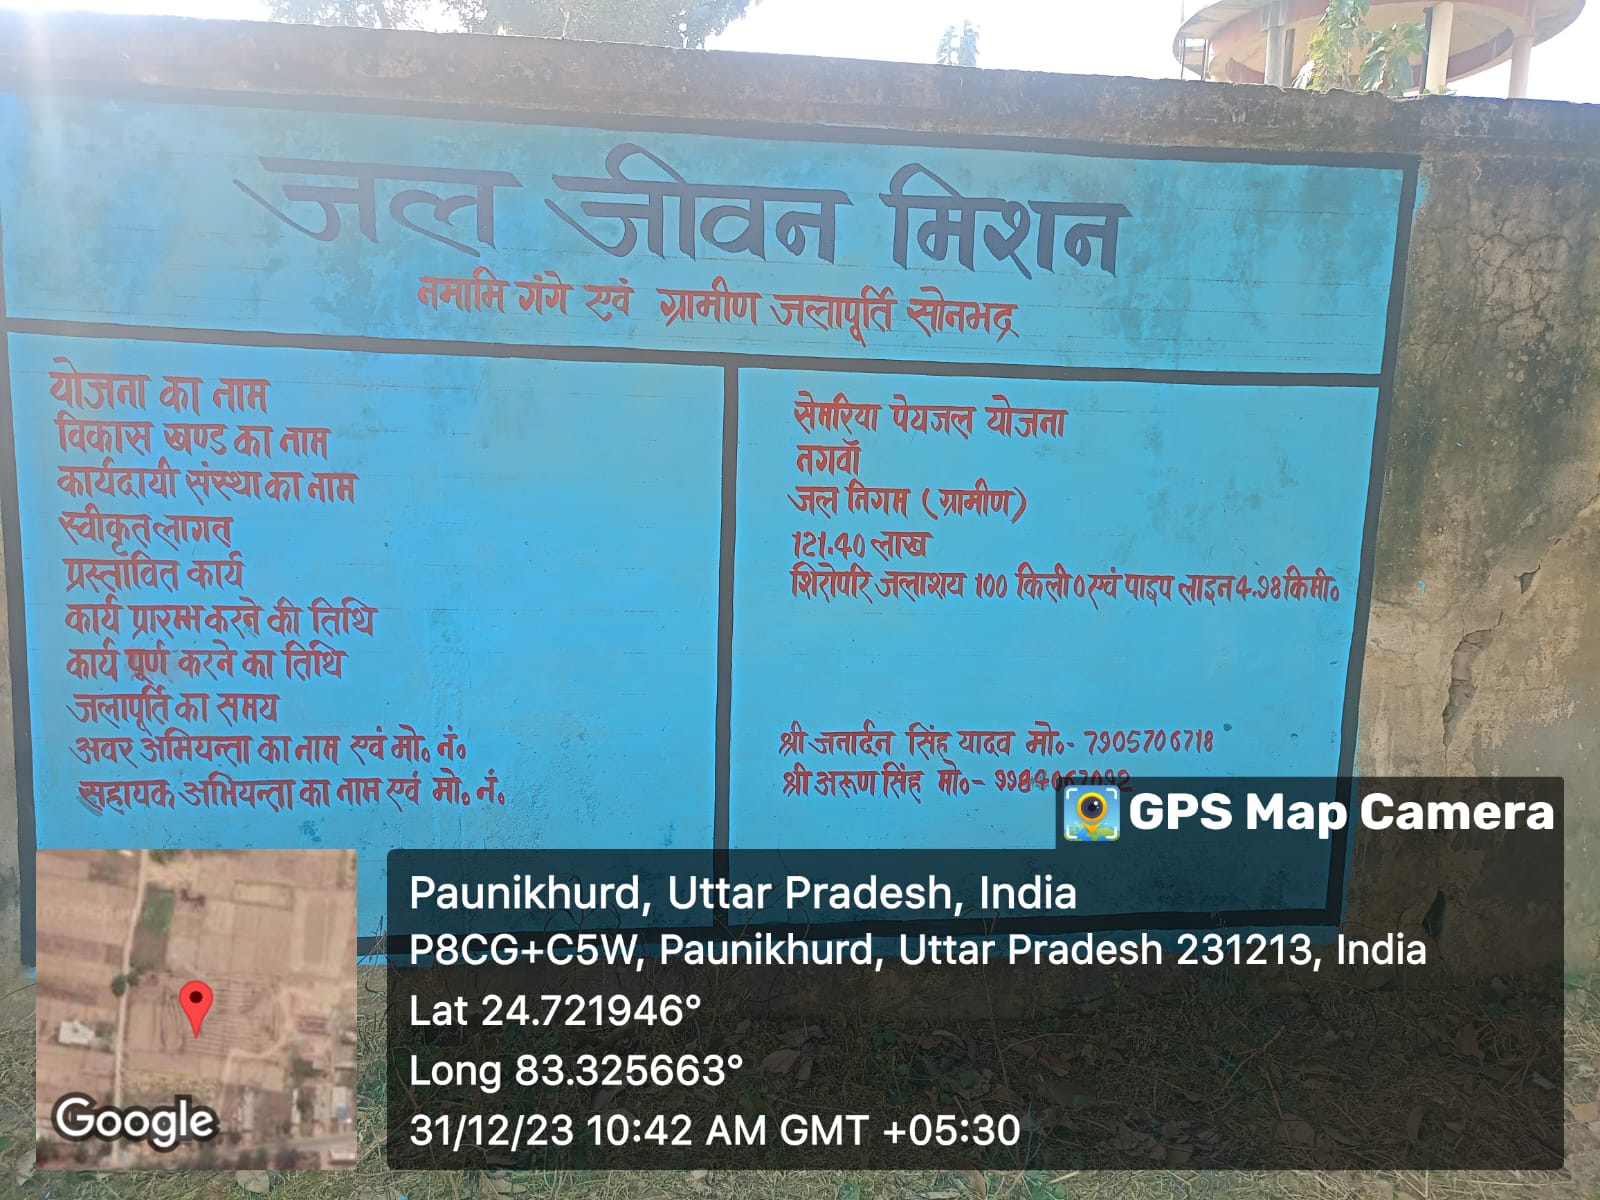 जल जीवन मिशन
नमामि गंगे एवं ग्रामीण जलापूर्ति सोनभद्र
योजना का नाम
सेमरिया पेयजल योजना
विकास खण्ड का नाम
नगवॉ
कार्यदायी संस्था का नाम
जल निगम (ग्रामीण)
स्वीकृत लागत
121.40 लाख
प्रस्तावित कार्य
शिरोपरि जलाशय 100 किली० एवं पाइप लाइन 4.98 किमी०
कार्य प्रारम्भ करने की तिथि
कार्य पूर्ण करने का तिथि
जलापूर्ति का समय
अवर अभियन्ता का नाम एवं मो० नं०
श्री जनार्दन सिंह यादव मो०- 7905706718
सहायक अभियन्ता का नाम एवं मो० नं०
श्री अरूण सिंह मो०-
GPS Map Camera
Paunikhurd, Uttar Pradesh, India
P8CG+C5W, Paunikhurd, Uttar Pradesh 231213, India
Lat 24.721946°
Long 83.325663°
31/12/23 10:42 AM GMT +05:30
Google